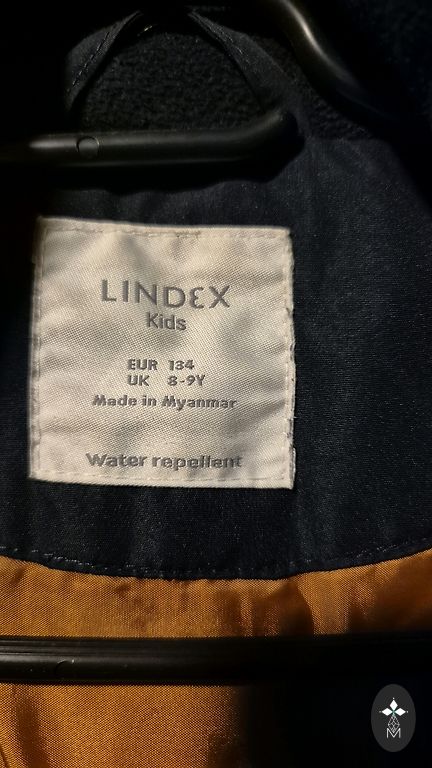 LINDEX
Kids
EUR 134
UK 8-9Y
Made in Myanmar
Water repellent
M